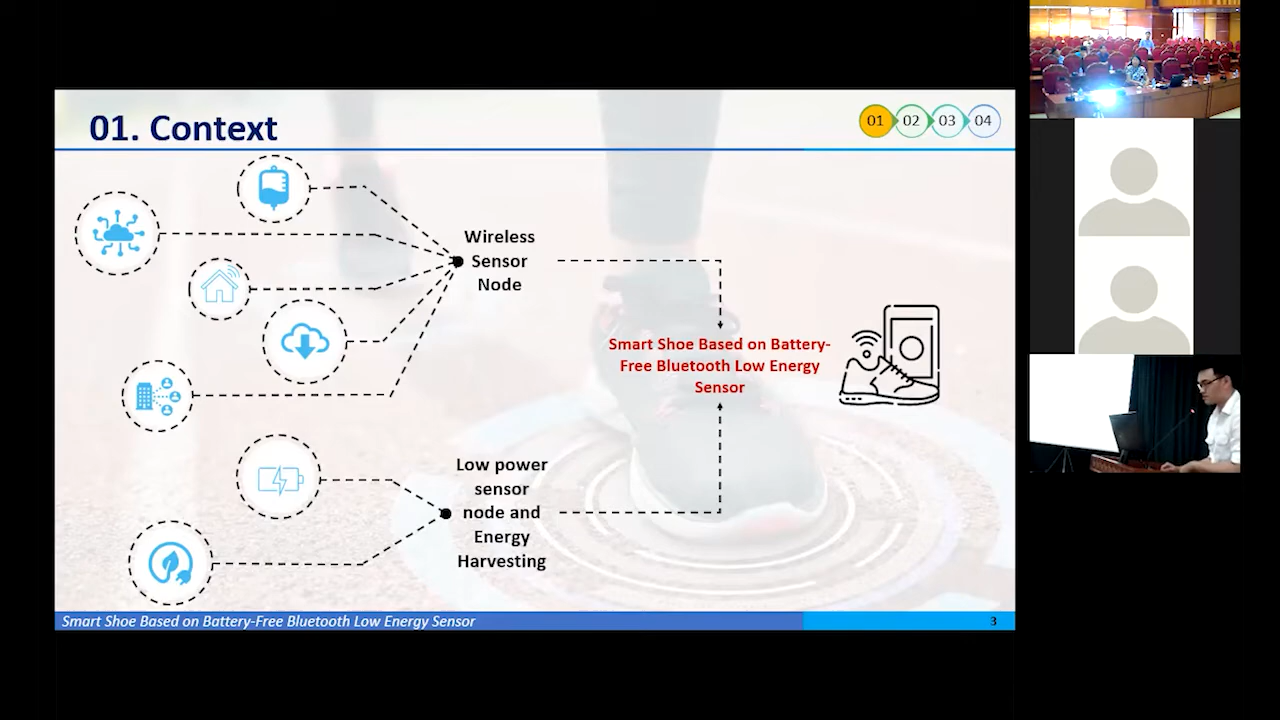 01. Context
01
02
03
04
Wireless
Sensor
Node
Smart Shoe Based on Battery-
Free Bluetooth Low Energy
Sensor
Low power
sensor
node and
Energy
Harvesting
Smart Shoe Based on Battery-Free Bluetooth Low Energy Sensor
3